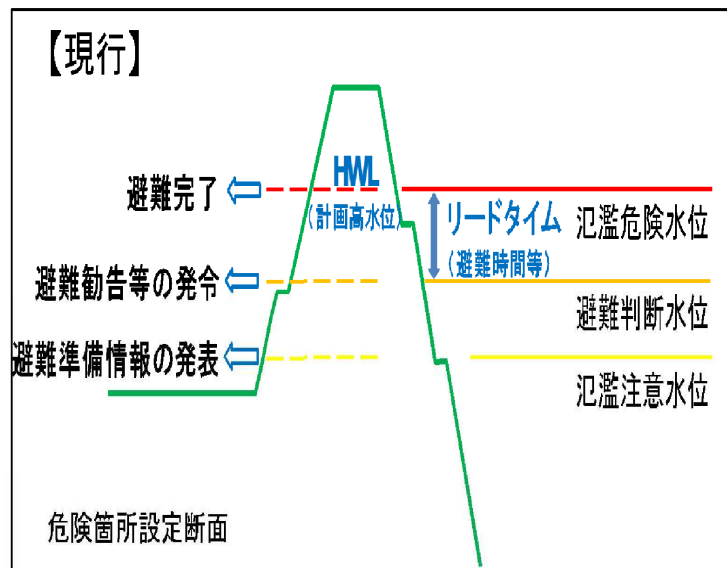 【現行】
避難完了
HWL
（計画高水位）
リードタイム
（避難時間等）
氾濫危険水位
避難勧告等の発令
避難判断水位
避難準備情報の発表
氾濫注意水位
危険箇所設定断面